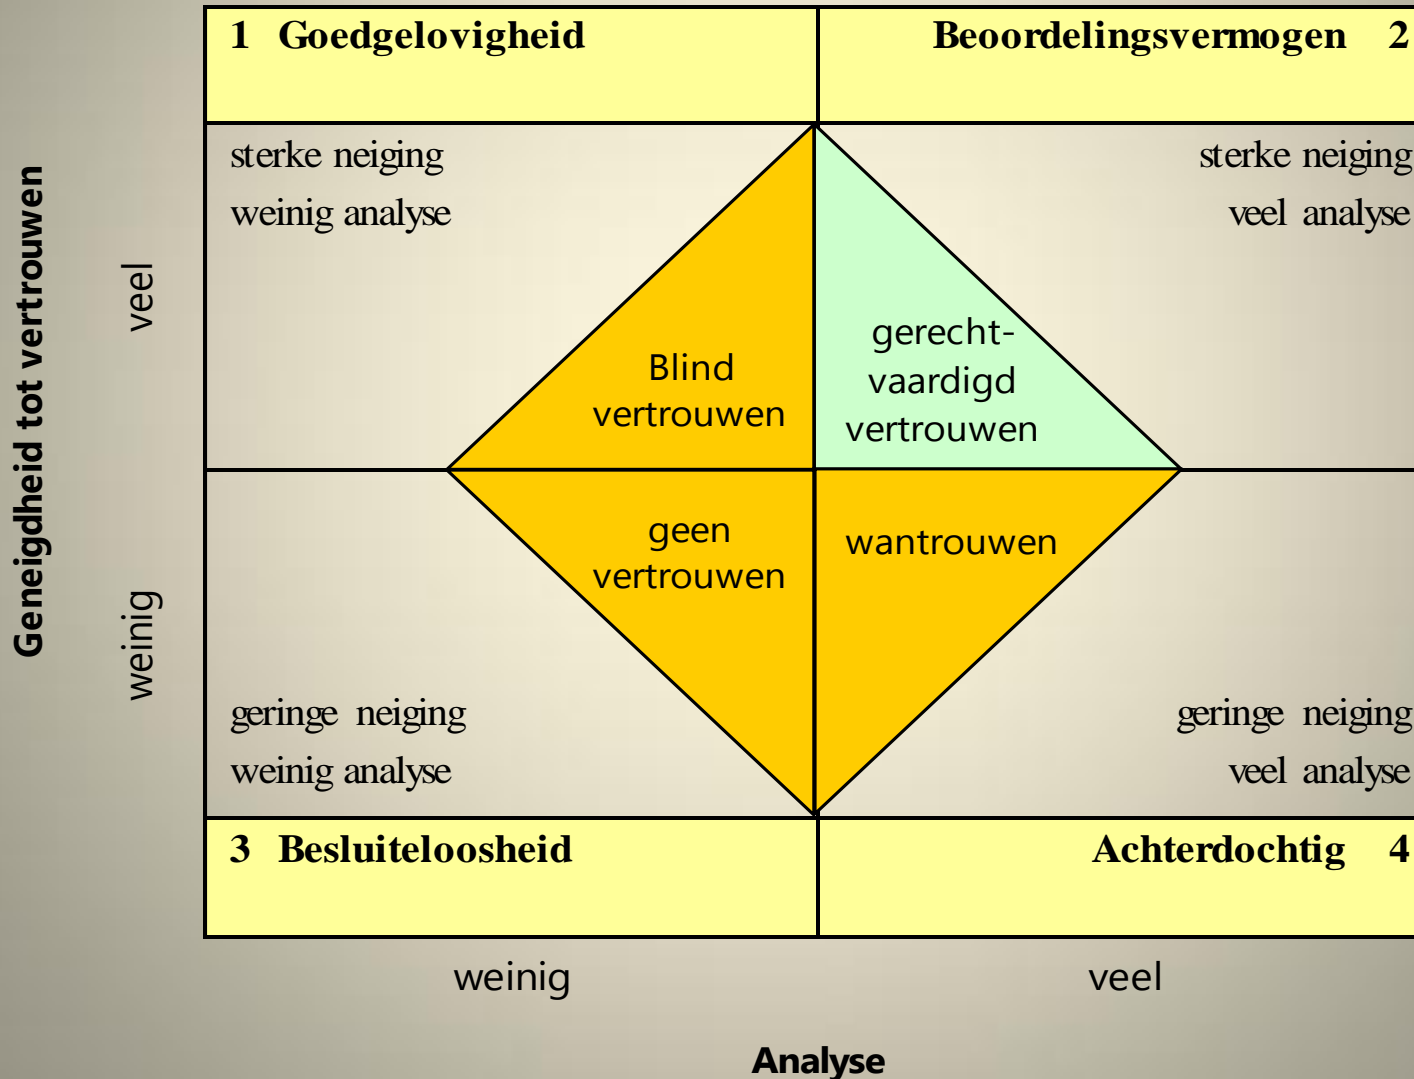 1 Goedgelovigheid
Beoordelingsvermogen 2
sterke neiging
weinig analyse
sterke neiging
veel analyse
Geneigdheid tot vertrouwen
veel
weinig
Blind
vertrouwen
gerecht-
vaardigd
vertrouwen
geen
vertrouwen
wantrouwen
geringe neiging
weinig analyse
geringe neiging
veel analyse
3 Besluiteloosheid
Achterdochtig 4
weinig
veel
Analyse